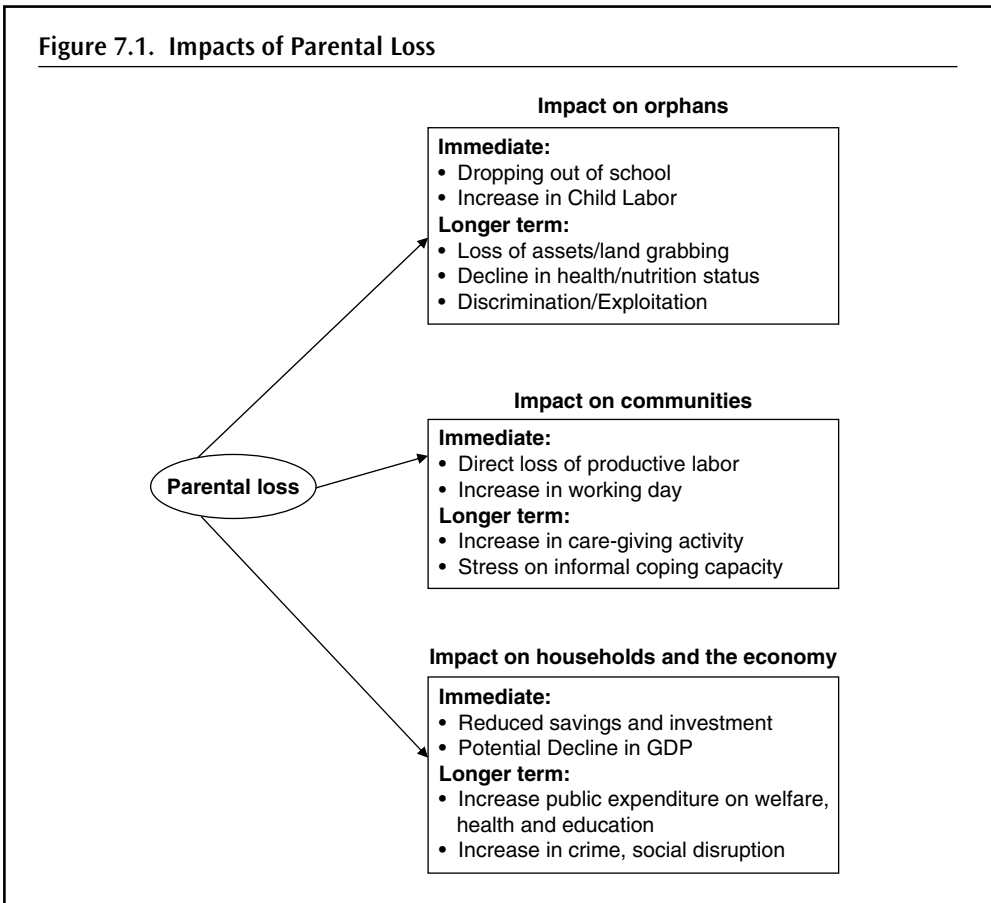 Figure 7.1. Impacts of Parental Loss
Impact on orphans
Immediate:
• Dropping out of school
• Increase in Child Labor
Longer term:
• Loss of assets/land grabbing
• Decline in health/nutrition status
• Discrimination/Exploitation
Impact on communities
Immediate:
• Direct loss of productive labor
• Increase in working day
Longer term:
• Increase in care-giving activity
• Stress on informal coping capacity
Parental loss
Impact on households and the economy
Immediate:
• Reduced savings and investment
• Potential Decline in GDP
Longer term:
• Increase public expenditure on welfare,
health and education
• Increase in crime, social disruption